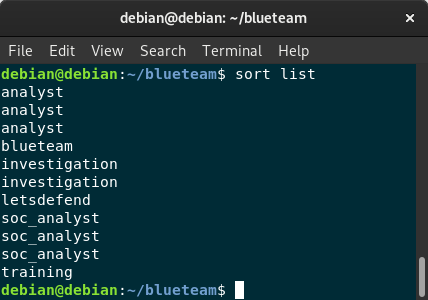 debian@debian: ~/blueteam
×
File Edit View Search Terminal Help
debian@debian:~/blueteam$ sort list
analyst
analyst
analyst
blueteam
investigation
investigation
letsdefend
soc_analyst
soc_analyst
soc_analyst
training
debian@debian:~/blueteam$